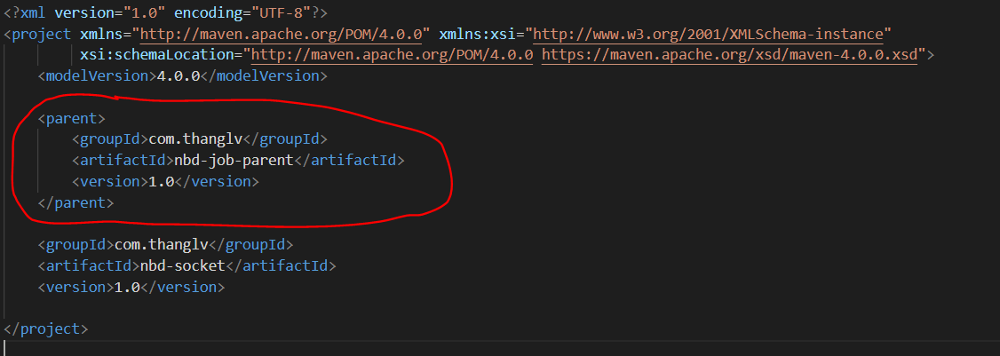 <?xml version="1.0" encoding="UTF-8"?>
<project xmlns="http://maven.apache.org/POM/4.0.0" xmlns:xsi="http://www.w3.org/2001/XMLSchema-instance"
xsi:schemaLocation="http://maven.apache.org/POM/4.0.0 https://maven.apache.org/xsd/maven-4.0.0.xsd">
<modelVersion>4.0.0</modelVersion>
<parent>
<groupId>com.thanglv</groupId>
<artifactId>nbd-job-parent</artifactId>
<version>1.0</version>
</parent>
<groupId>com.thanglv</groupId>
<artifactId>nbd-socket</artifactId>
<version>1.0</version>
</project>